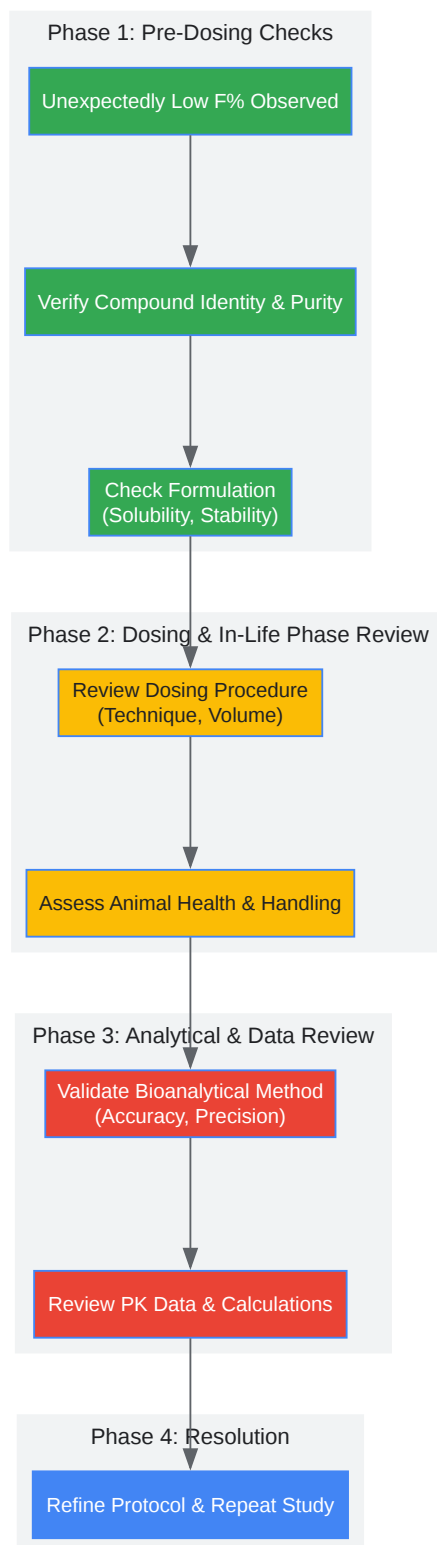 Phase 1: Pre-Dosing Checks
Unexpectedly Low F% Observed
Verify Compound Identity & Purity
Check Formulation
(Solubility, Stability)
Phase 2: Dosing & In-Life Phase Review
Review Dosing Procedure
(Technique, Volume)
Assess Animal Health & Handling
Phase 3: Analytical & Data Review
Validate Bioanalytical Method
(Accuracy, Precision)
Review PK Data & Calculations
Phase 4: Resolution
Refine Protocol & Repeat Study